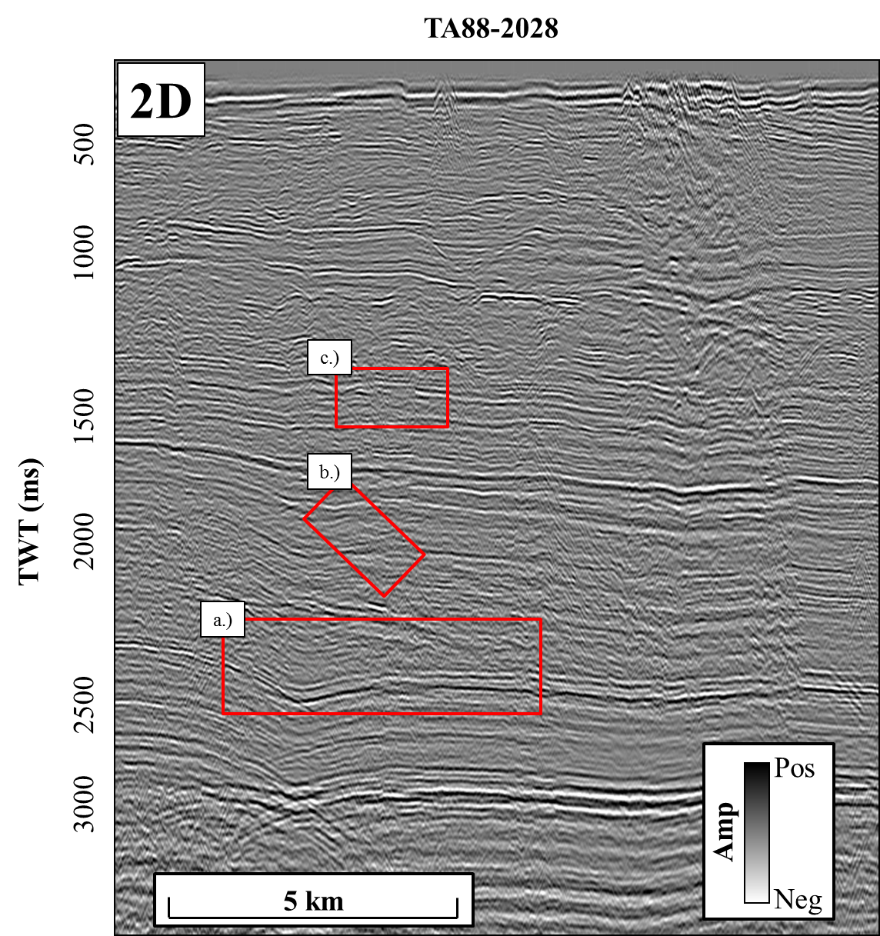 TA88-2028
2D
500
1000
1500
2000
2500
3000
TWT (ms)
c.)
b.)
a.)
Pos
Amp
Neg
5 km